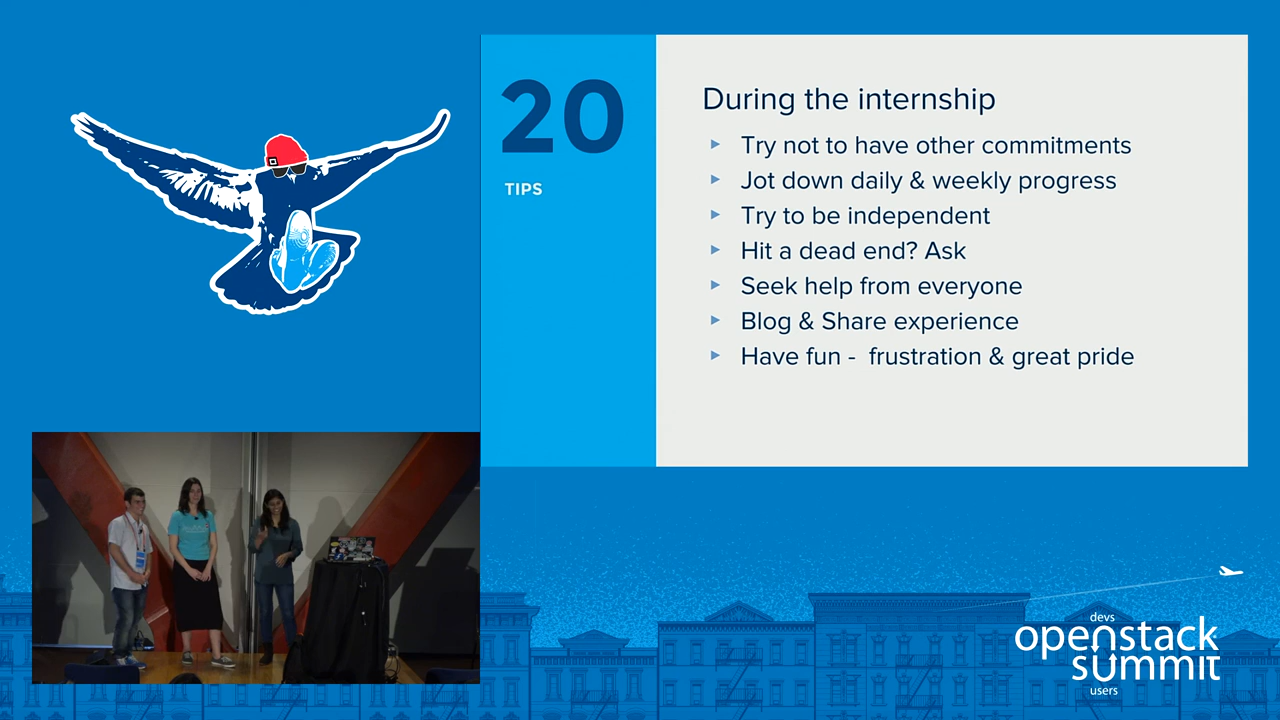 20
TIPS
During the internship
Try not to have other commitments
Jot down daily & weekly progress
Try to be independent
Hit a dead end? Ask
Seek help from everyone
Blog & Share experience
Have fun - frustration & great pride
devs
openstack
summit
users